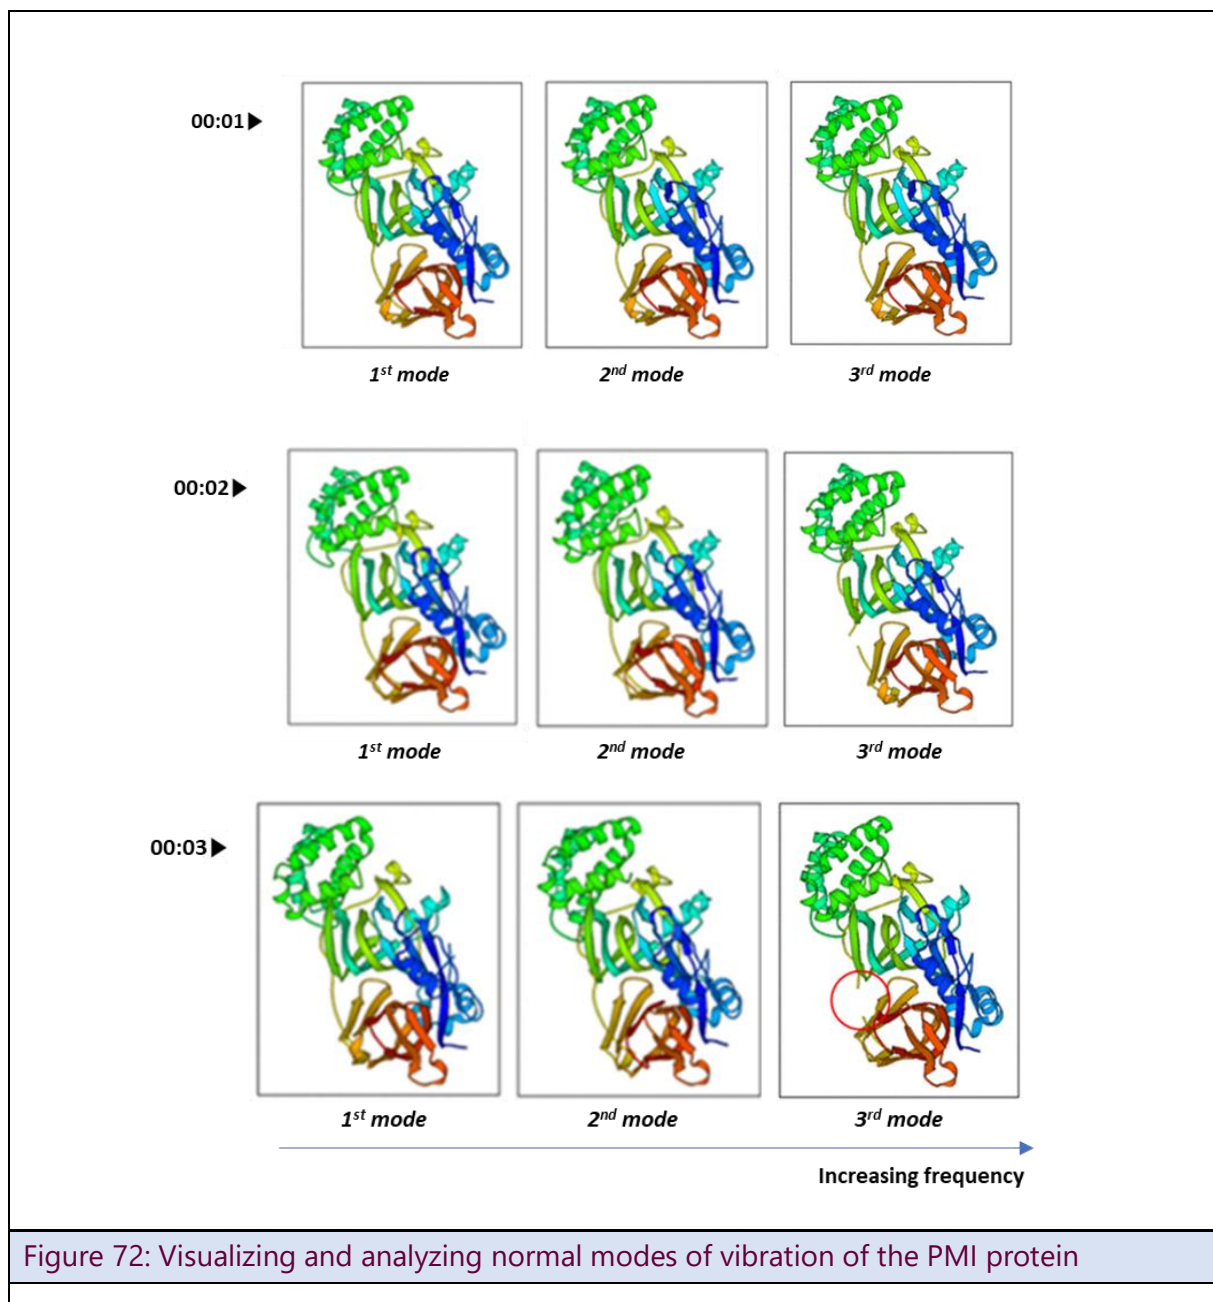 00:01
1st mode 2nd mode 3rd mode
00:02
1st mode 2nd mode 3rd mode
00:03
1st mode 2nd mode 3rd mode
Increasing frequency
Figure 72: Visualizing and analyzing normal modes of vibration of the PMI protein